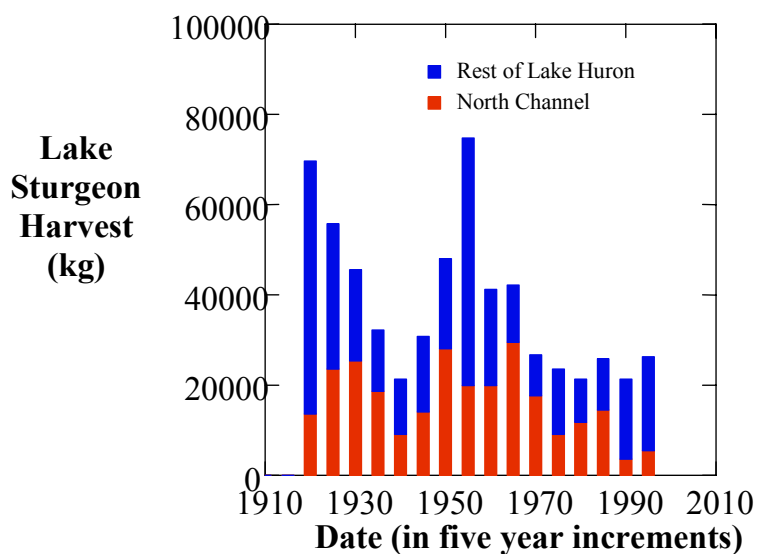 100000
80000
60000
40000
20000
0
Lake
Sturgeon
Harvest
(kg)
Rest of Lake Huron
North Channel
1910 1930 1950 1970 1990 2010
Date (in five year increments)